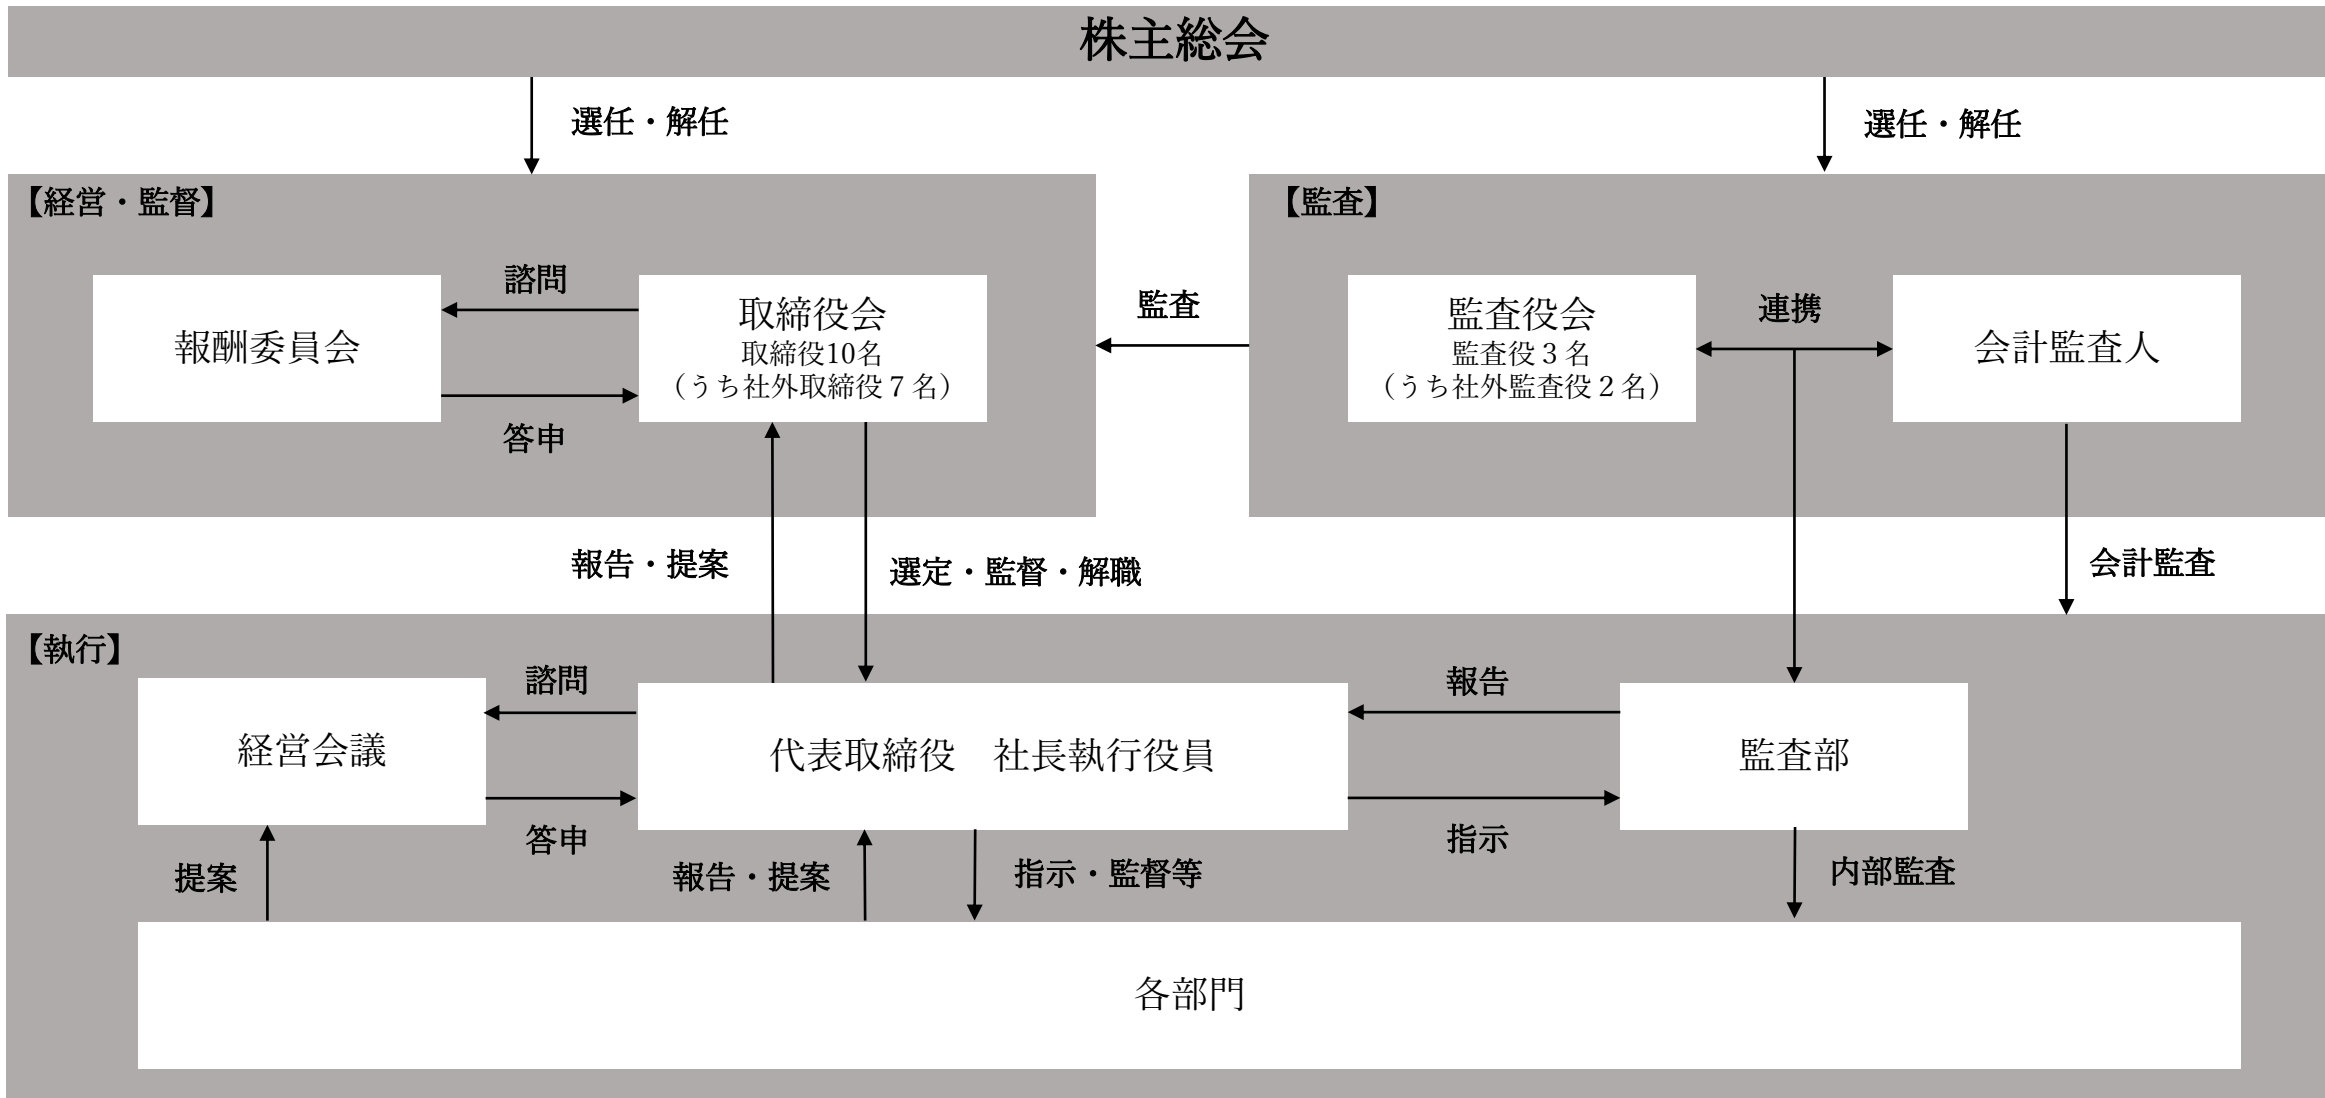 株主総会
選任・解任
選任・解任
【経営・監督】
【監査】
諮問
報酬委員会
取締役会
取締役10名
（うち社外取締役７名）
答申
監査
監査役会
監査役３名
（うち社外監査役２名）
連携
会計監査人
報告・提案
選定・監督・解職
会計監査
【執行】
経営会議
諮問
答申
代表取締役　社長執行役員
報告
指示
監査部
提案
報告・提案
指示・監督等
内部監査
各部門